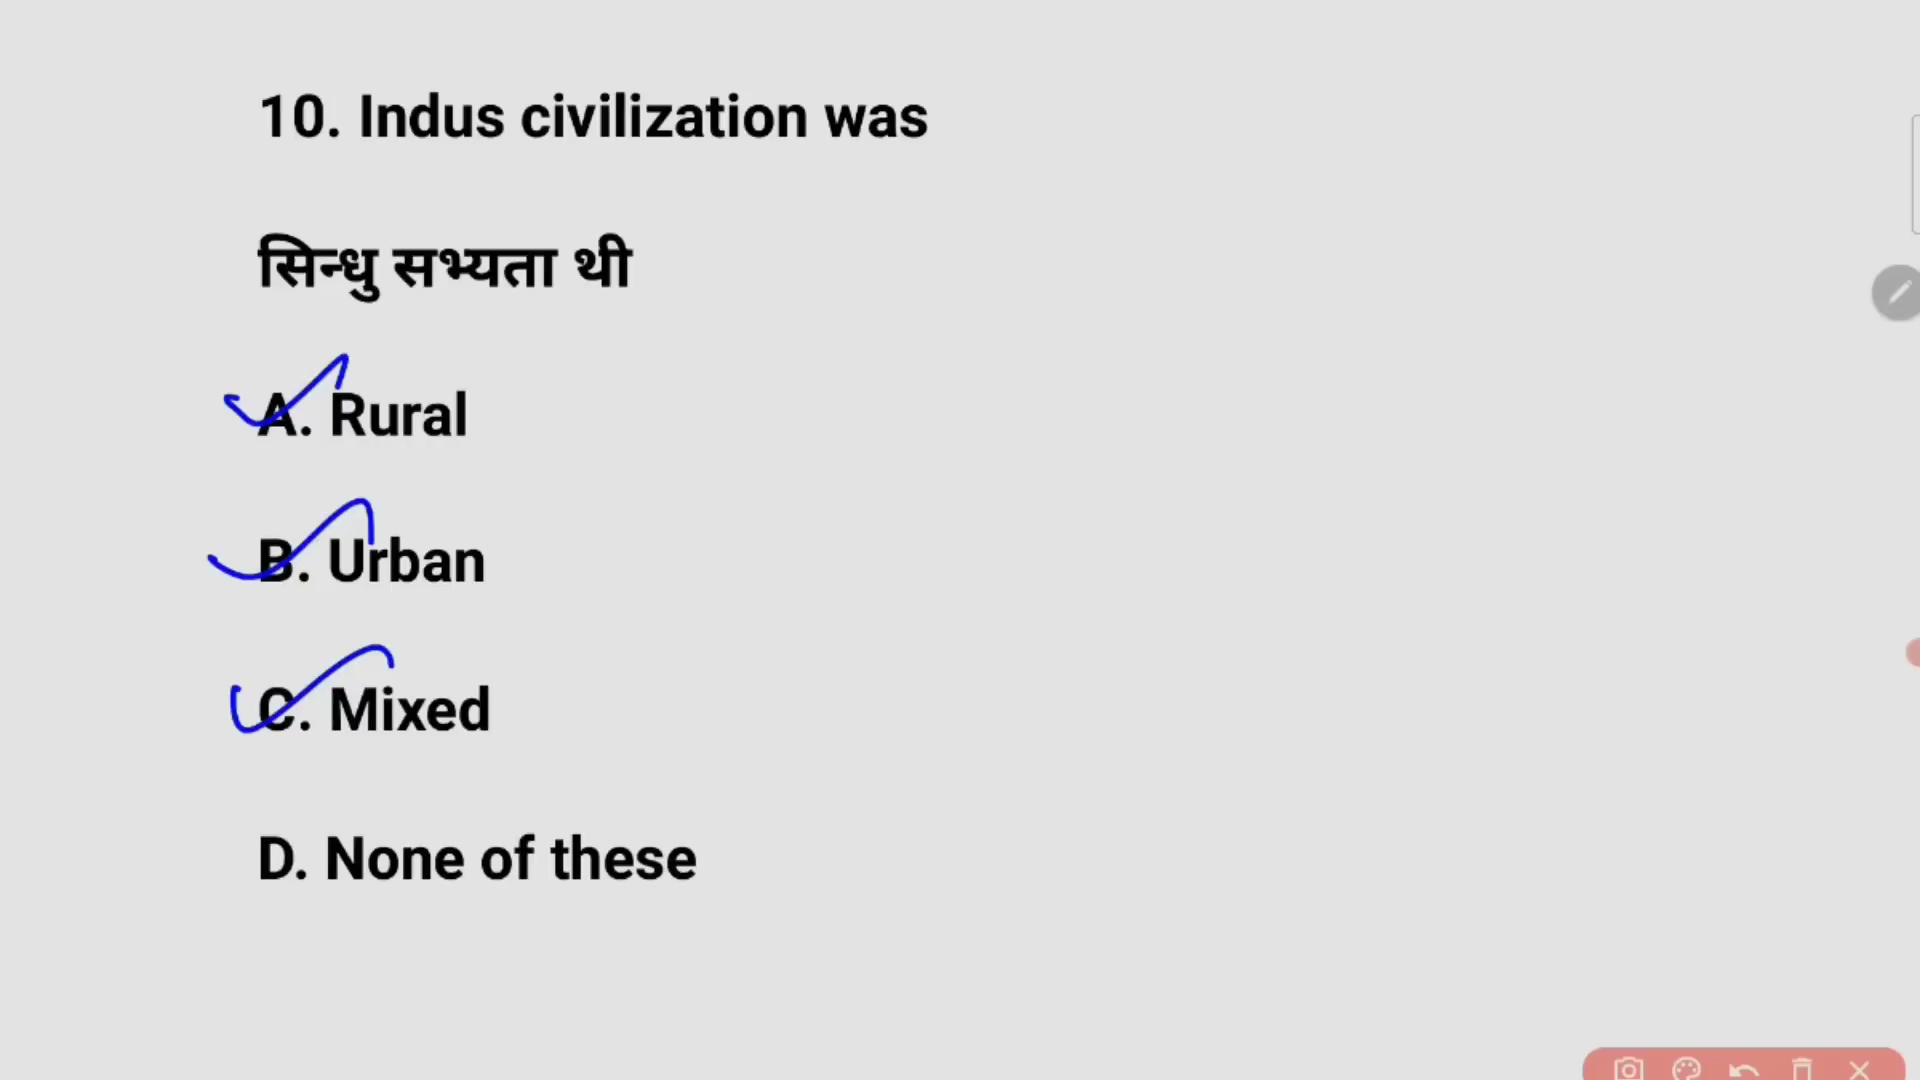 10. Indus civilization was
सिन्धु सभ्यता थी
A. Rural
B. Urban
C. Mixed
D. None of these